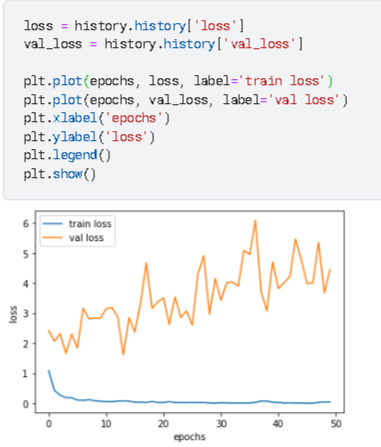 loss = history.history['loss']
val_loss = history.history['val_loss']
plt.plot(epochs, loss, label='train loss')
plt.plot(epochs, val_loss, label='val loss')
plt.xlabel('epochs')
plt.ylabel('loss')
plt.legend()
plt.show()
train loss
val loss
6
5
4
3
2
1
0
loss
0 10 20 30 40 50
epochs